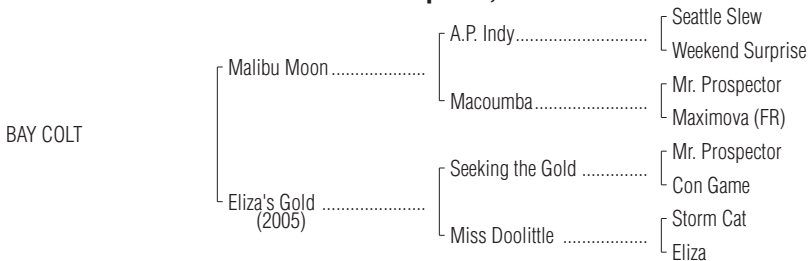 Seattle Slew
A.P. Indy
Weekend Surprise
Malibu Moon
Mr. Prospector
Macoumba
Maximova (FR)
BAY COLT
Mr. Prospector
Seeking the Gold
Con Game
Eliza's Gold
(2005)
Storm Cat
Miss Doolittle
Eliza